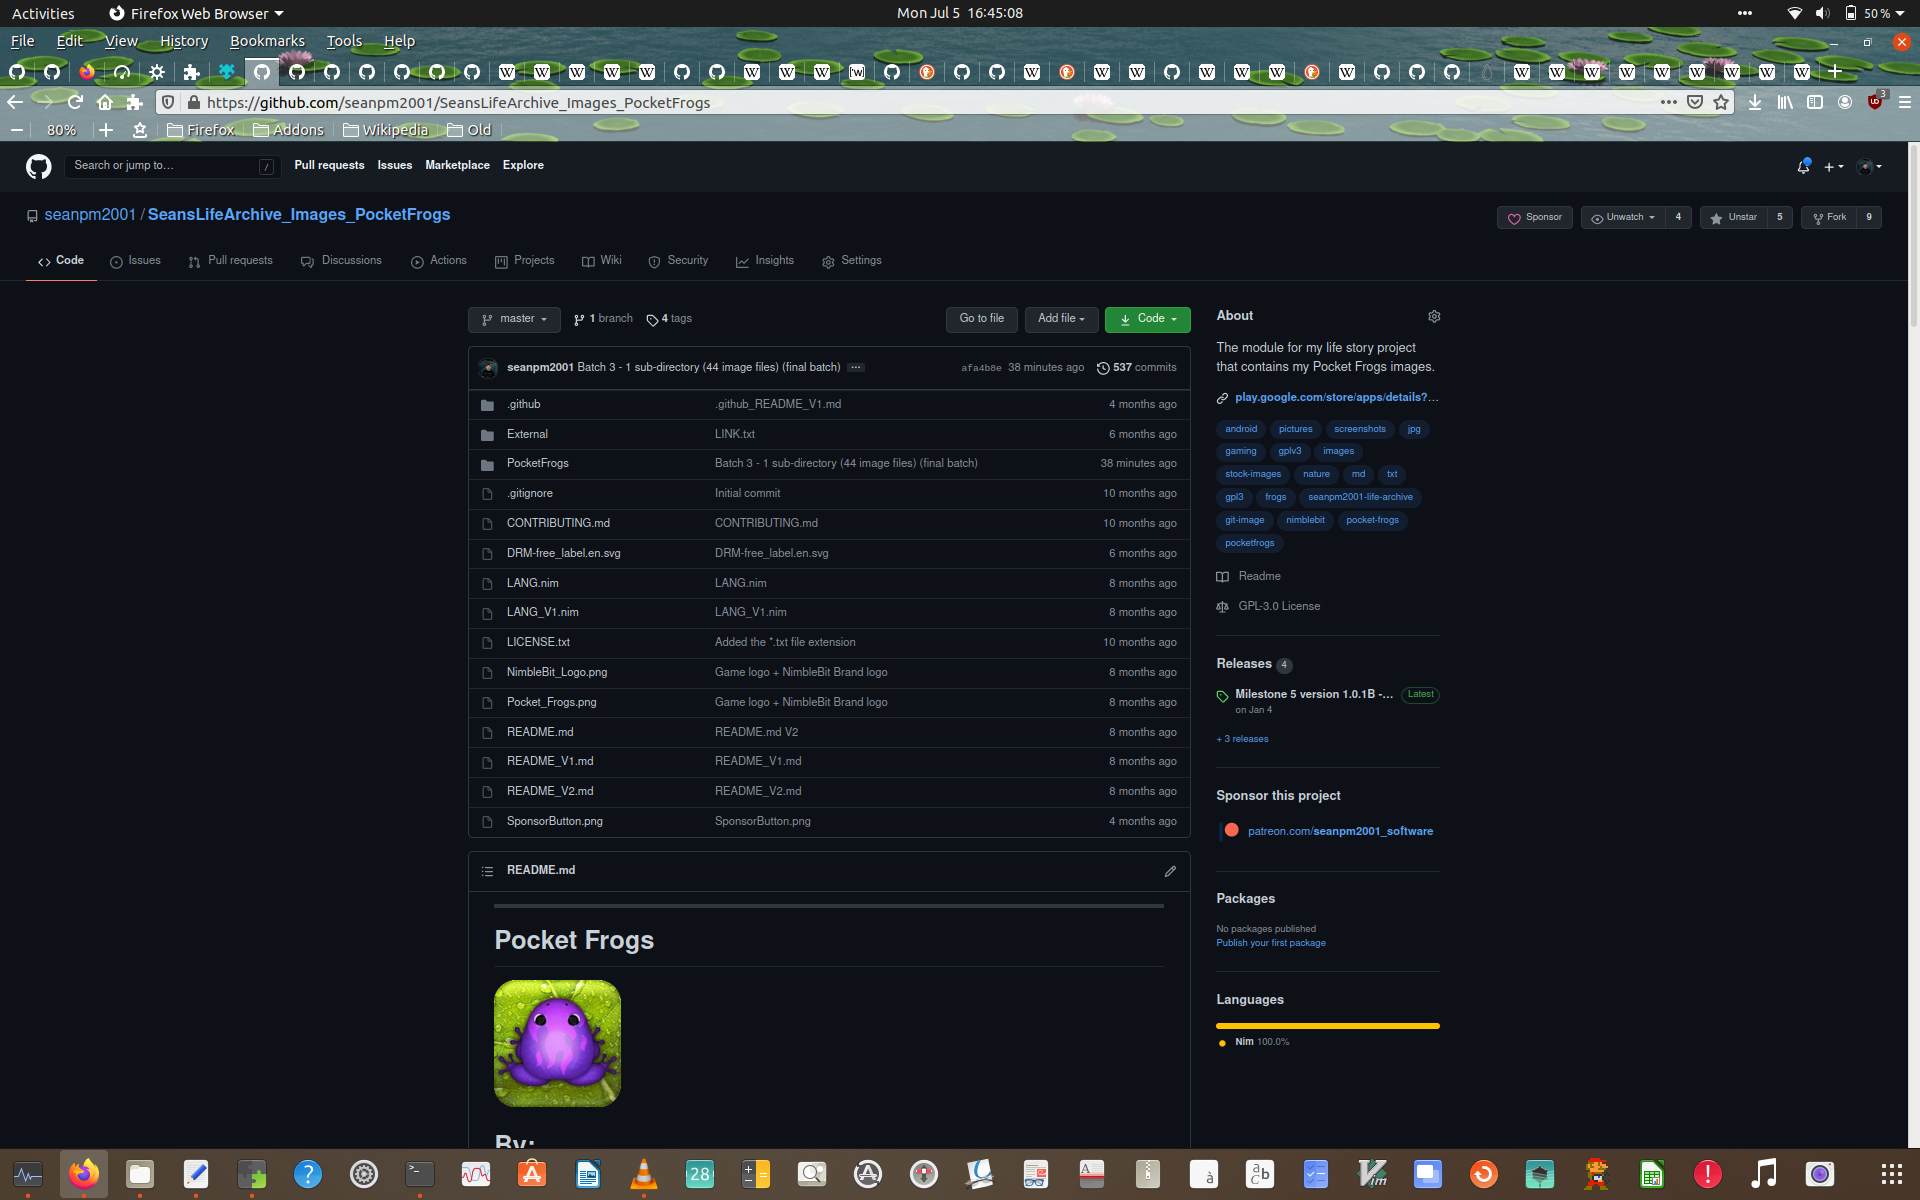 Activities Firefox Web Browser Mon Jul 5 16:45:08 50 %
File Edit View History Bookmarks Tools Help
https://github.com/seanpm2001/SeansLifeArchive_Images_PocketFrogs 3
80% Firefox Addons Wikipedia Old
Search or jump to... / Pull requests Issues Marketplace Explore
seanpm2001 / SeansLifeArchive_Images_PocketFrogs Sponsor Unwatch 4 Unstar 5 Fork 9
Code Issues Pull requests Discussions Actions Projects Wiki Security Insights Settings
master 1 branch 4 tags Go to file Add file Code
seanpm2001 Batch 3 - 1 sub-directory (44 image files) (final batch) ... afa4b8e 38 minutes ago 537 commits
.github .github_README_V1.md 4 months ago
External LINK.txt 6 months ago
PocketFrogs Batch 3 - 1 sub-directory (44 image files) (final batch) 38 minutes ago
.gitignore Initial commit 10 months ago
CONTRIBUTING.md CONTRIBUTING.md 10 months ago
DRM-free_label.en.svg DRM-free_label.en.svg 6 months ago
LANG.nim LANG.nim 8 months ago
LANG_V1.nim LANG_V1.nim 8 months ago
LICENSE.txt Added the *.txt file extension 10 months ago
NimbleBit_Logo.png Game logo + NimbleBit Brand logo 8 months ago
Pocket_Frogs.png Game logo + NimbleBit Brand logo 8 months ago
README.md README.md V2 8 months ago
README_V1.md README_V1.md 8 months ago
README_V2.md README_V2.md 8 months ago
SponsorButton.png SponsorButton.png 4 months ago
README.md
Pocket Frogs
By:
About
The module for my life story project
that contains my Pocket Frogs images.
play.google.com/store/apps/details?...
android pictures screenshots jpg
gaming gplv3 images
stock-images nature md txt
gpl3 frogs seanpm2001-life-archive
git-image nimblebit pocket-frogs
pocketfrogs
Readme
GPL-3.0 License
Releases 4
Milestone 5 version 1.0.1B -... Latest
on Jan 4
+ 3 releases
Sponsor this project
patreon.com/seanpm2001_software
Packages
No packages published
Publish your first package
Languages
Nim 100.0%
28